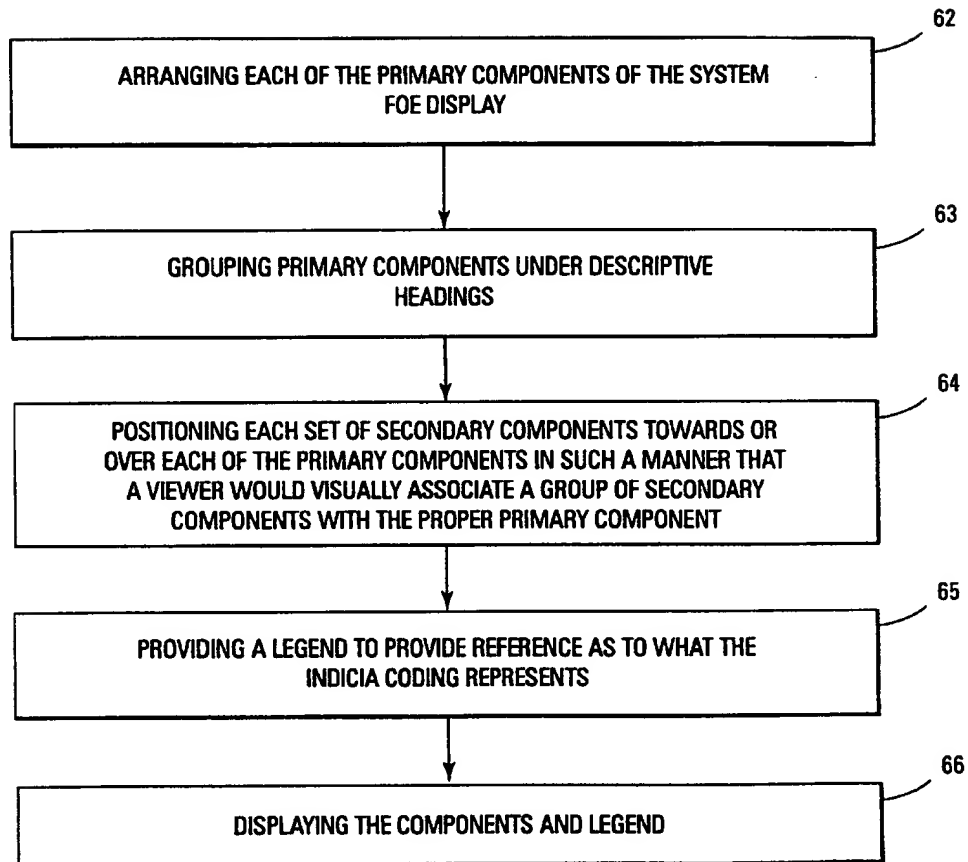 62
ARRANGING EACH OF THE PRIMARY COMPONENTS OF THE SYSTEM
FOE DISPLAY
63
GROUPING PRIMARY COMPONENTS UNDER DESCRIPTIVE
HEADINGS
64
POSITIONING EACH SET OF SECONDARY COMPONENTS TOWARDS OR
OVER EACH OF THE PRIMARY COMPONENTS IN SUCH A MANNER THAT
A VIEWER WOULD VISUALLY ASSOCIATE A GROUP OF SECONDARY
COMPONENTS WITH THE PROPER PRIMARY COMPONENT
65
PROVIDING A LEGEND TO PROVIDE REFERENCE AS TO WHAT THE
INDICIA CODING REPRESENTS
66
DISPLAYING THE COMPONENTS AND LEGEND